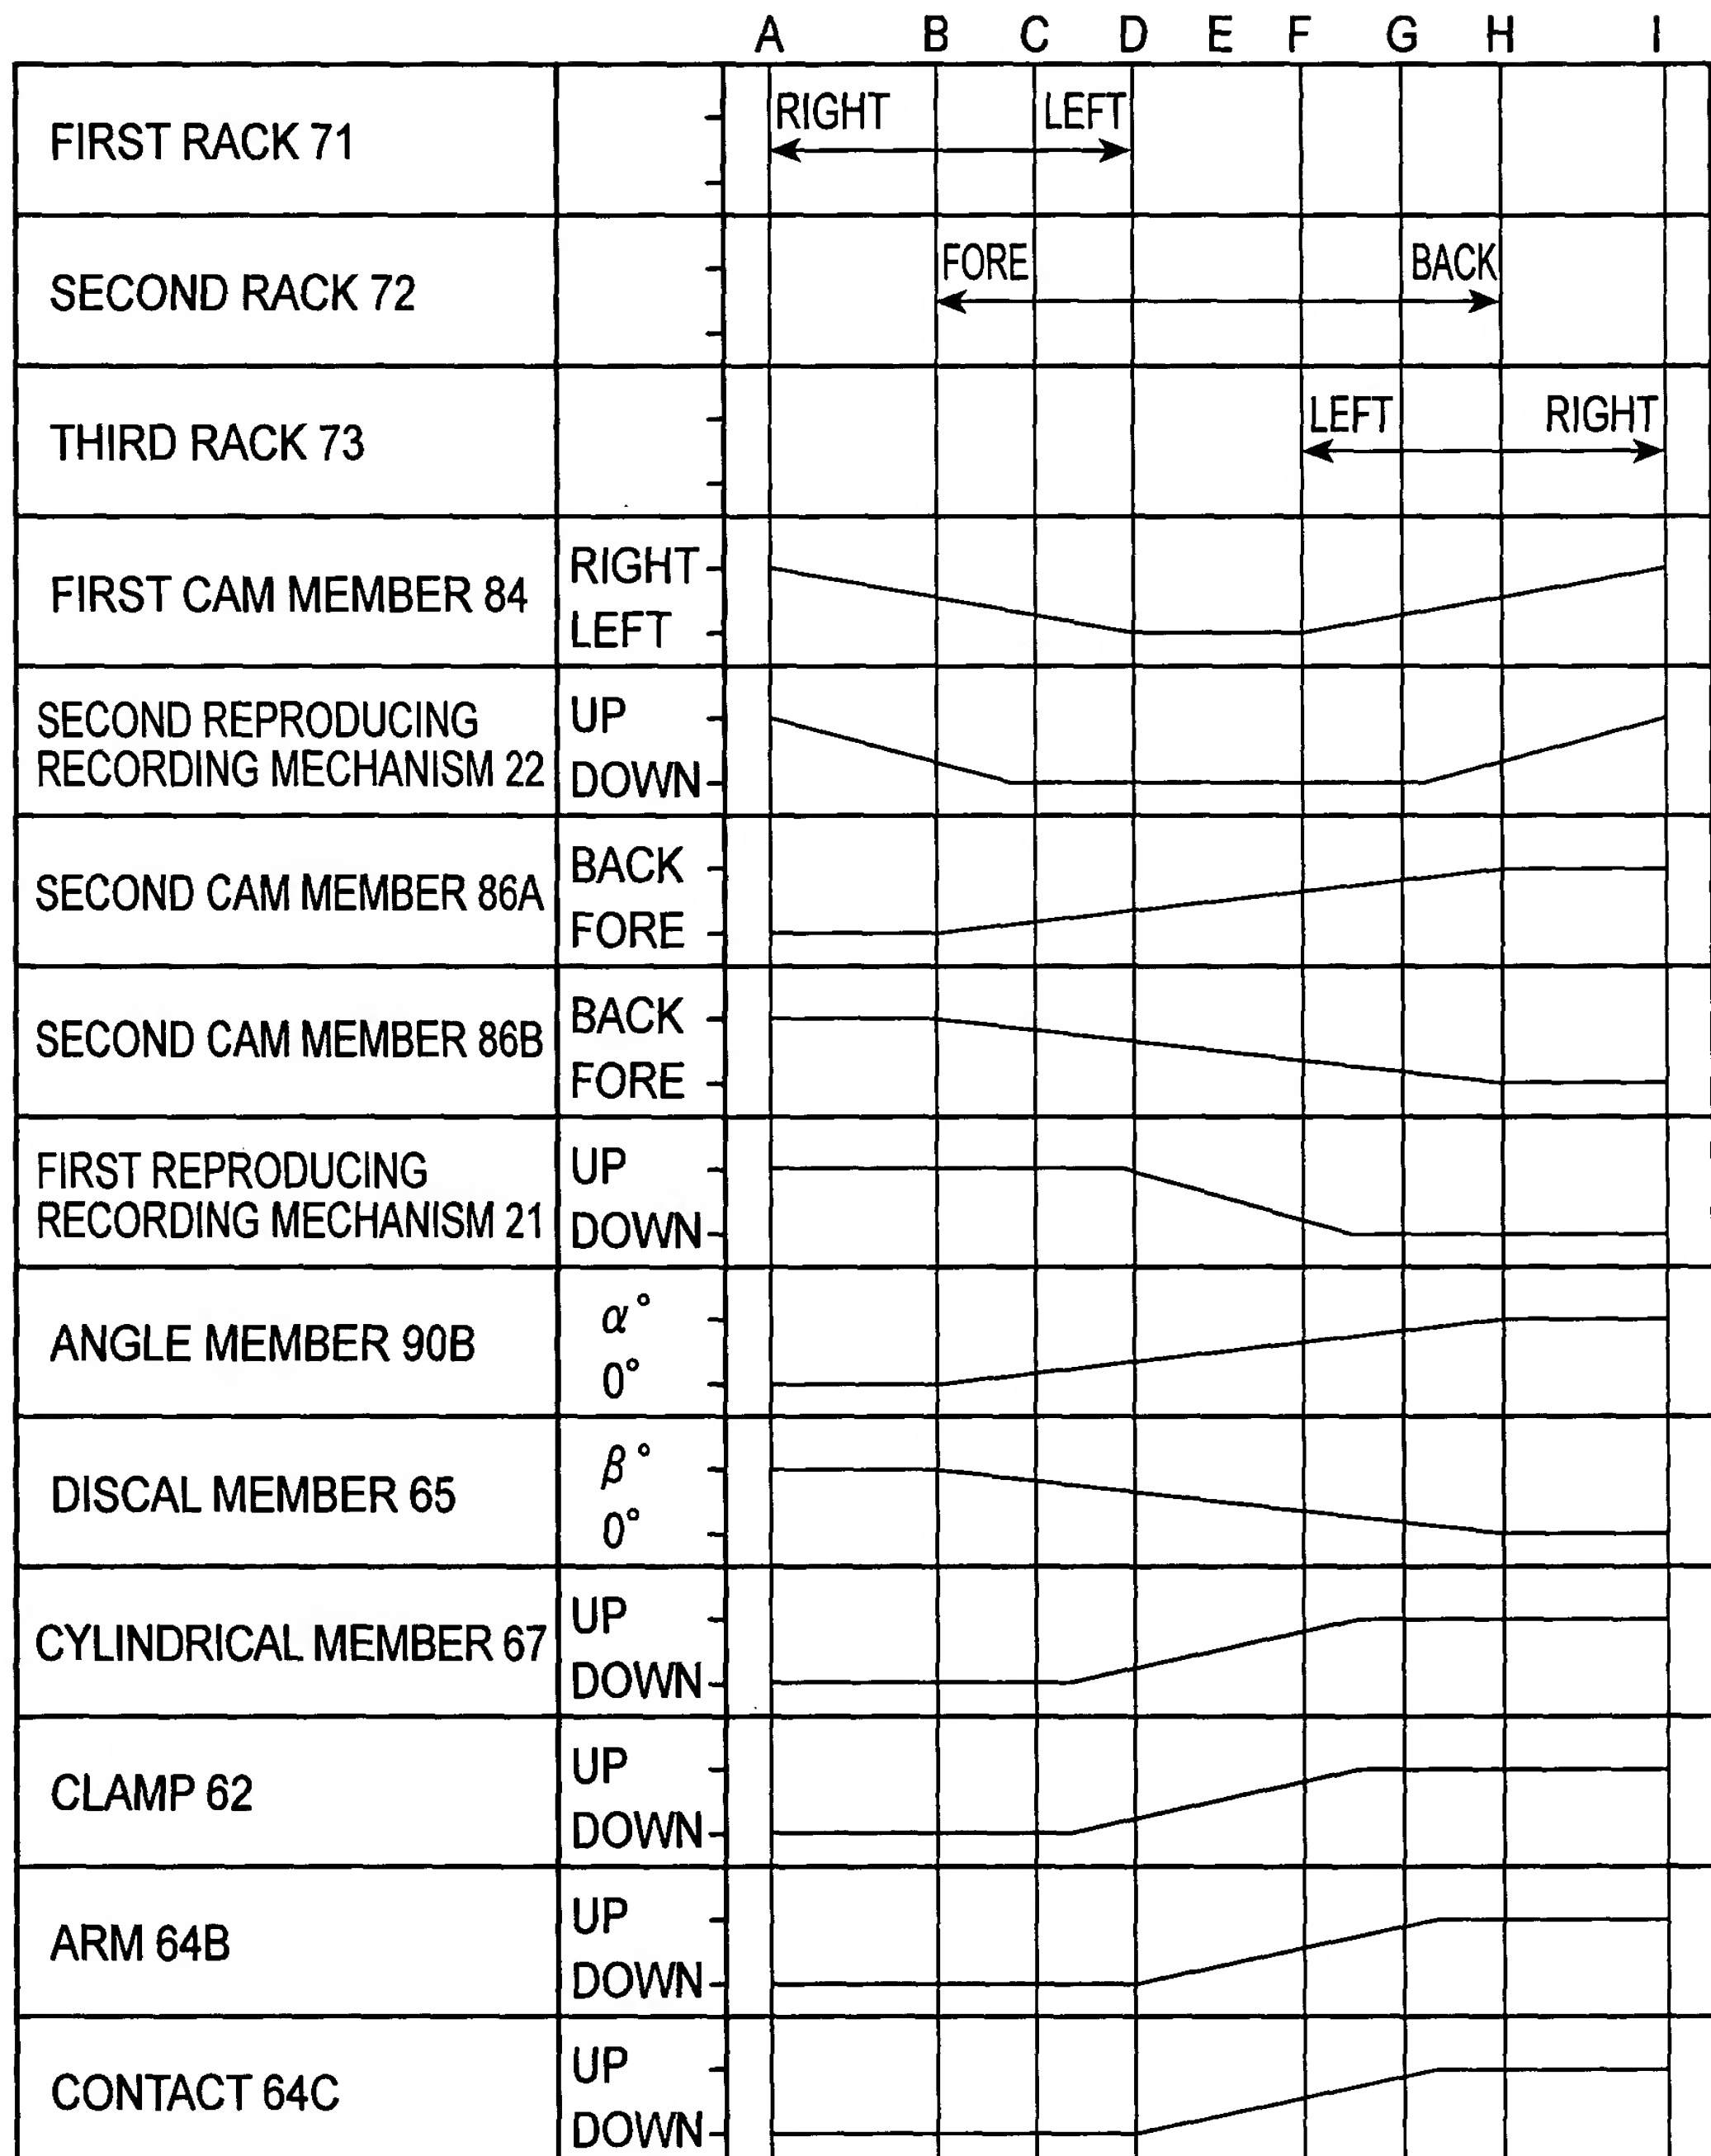 A B C D E F G H I
FIRST RACK 71
RIGHT LEFT
SECOND RACK 72
FORE BACK
THIRD RACK 73
LEFT RIGHT
FIRST CAM MEMBER 84
RIGHT
LEFT
SECOND REPRODUCING
RECORDING MECHANISM 22
UP
DOWN
SECOND CAM MEMBER 86A
BACK
FORE
SECOND CAM MEMBER 86B
BACK
FORE
FIRST REPRODUCING
RECORDING MECHANISM 21
UP
DOWN
ANGLE MEMBER 90B
α°
0°
DISCAL MEMBER 65
β°
0°
CYLINDRICAL MEMBER 67
UP
DOWN
CLAMP 62
UP
DOWN
ARM 64B
UP
DOWN
CONTACT 64C
UP
DOWN